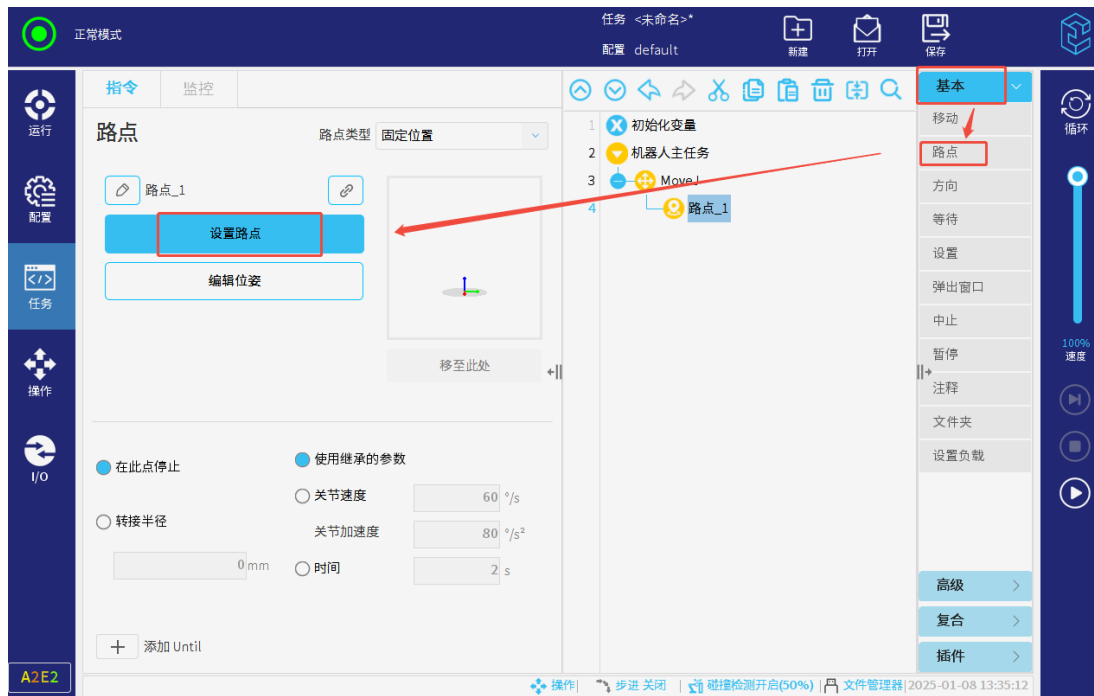 正常模式
任务 <未命名>*
配置 default
新建
打开
保存
运行
配置
任务
操作
I/O
A2E2
指令
监控
路点
路点类型
固定位置
路点_1
设置路点
编辑位姿
移至此处
在此点停止
转接半径
0 mm
使用继承的参数
关节速度
60 °/s
关节加速度
80 °/s²
时间
2 s
添加 Until
1 初始化变量
2 机器人主任务
3 MoveJ
4 路点_1
基本
移动
路点
方向
等待
设置
弹出窗口
中止
暂停
注释
文件夹
设置负载
高级
复合
插件
循环
100%
速度
操作
步进 关闭
碰撞检测开启(50%)
文件管理器
2025-01-08 13:35:12